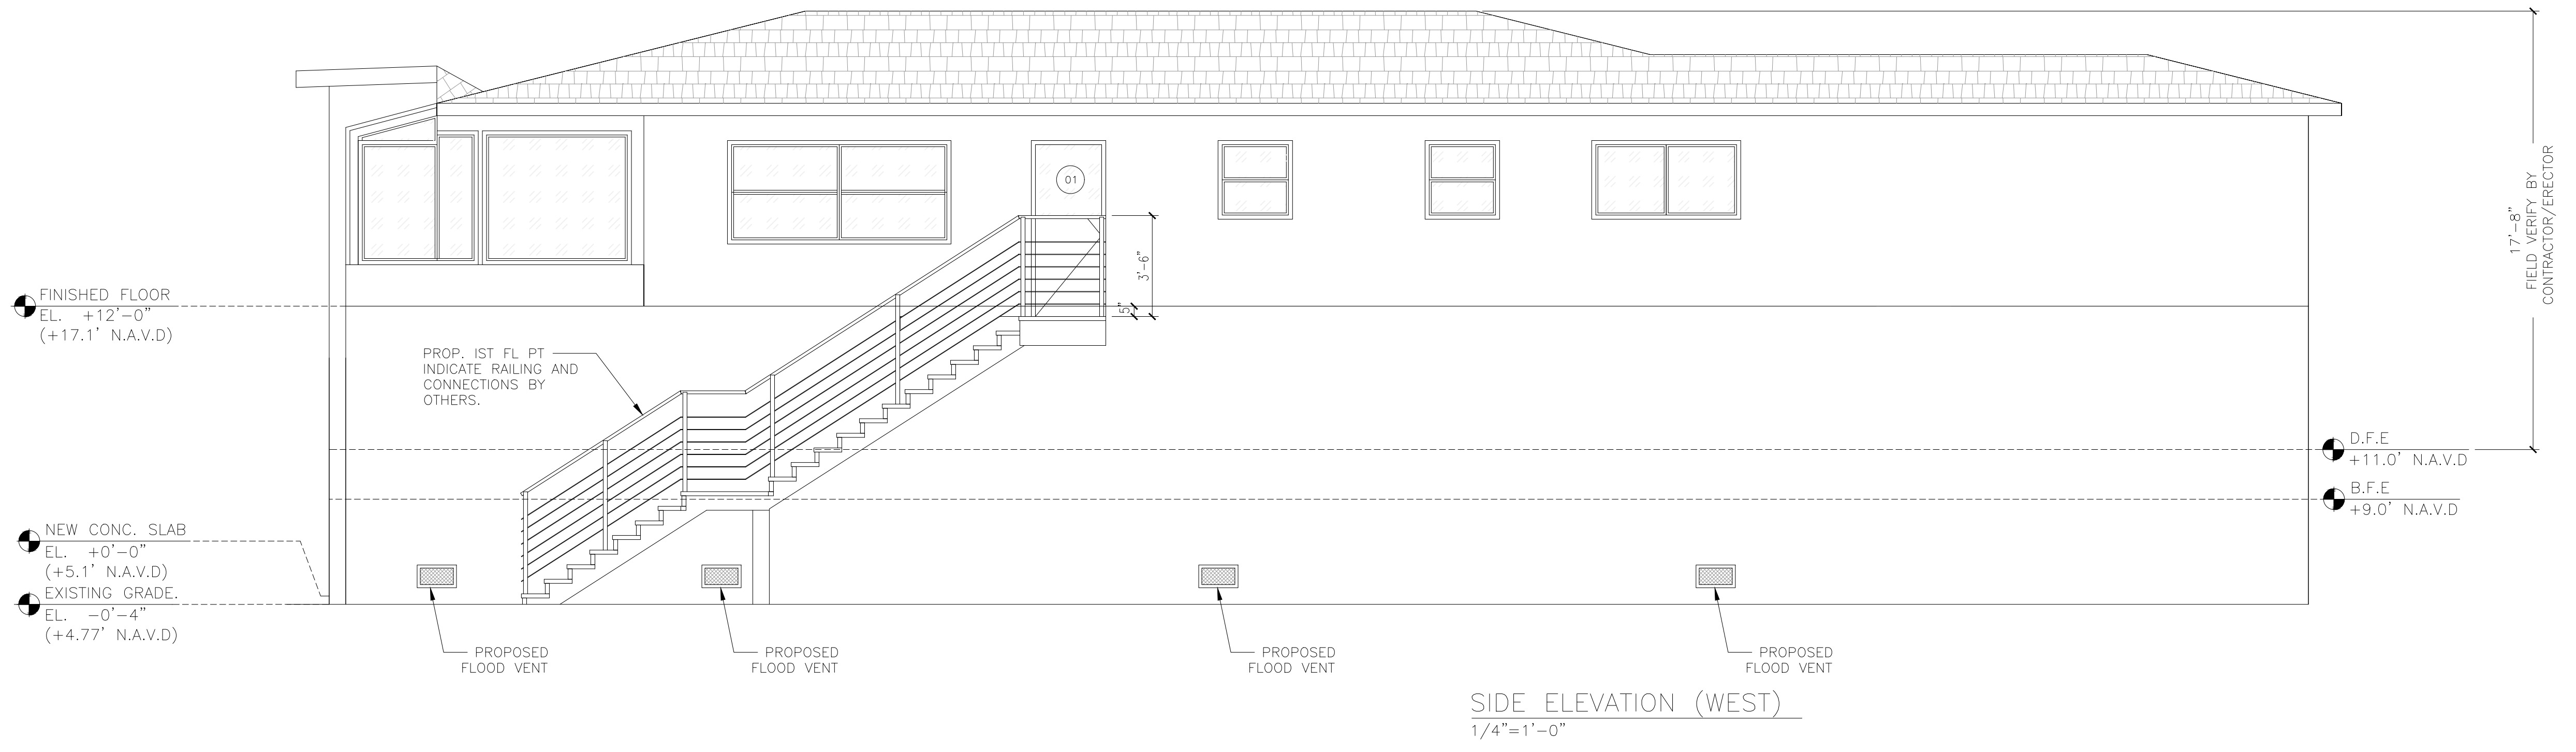 01
17'-8"
FIELD VERIFY BY
CONTRACTOR/ERECTOR
3'-6"
5"
FINISHED FLOOR
EL. +12'-0"
(+17.1' N.A.V.D)
PROP. IST FL PT
INDICATE RAILING AND
CONNECTIONS BY
OTHERS.
D.F.E
+11.0' N.A.V.D
B.F.E
+9.0' N.A.V.D
NEW CONC. SLAB
EL. +0'-0"
(+5.1' N.A.V.D)
EXISTING GRADE.
EL. -0'-4"
(+4.77' N.A.V.D)
PROPOSED
FLOOD VENT
PROPOSED
FLOOD VENT
PROPOSED
FLOOD VENT
PROPOSED
FLOOD VENT
SIDE ELEVATION (WEST)
1/4"=1'-0"